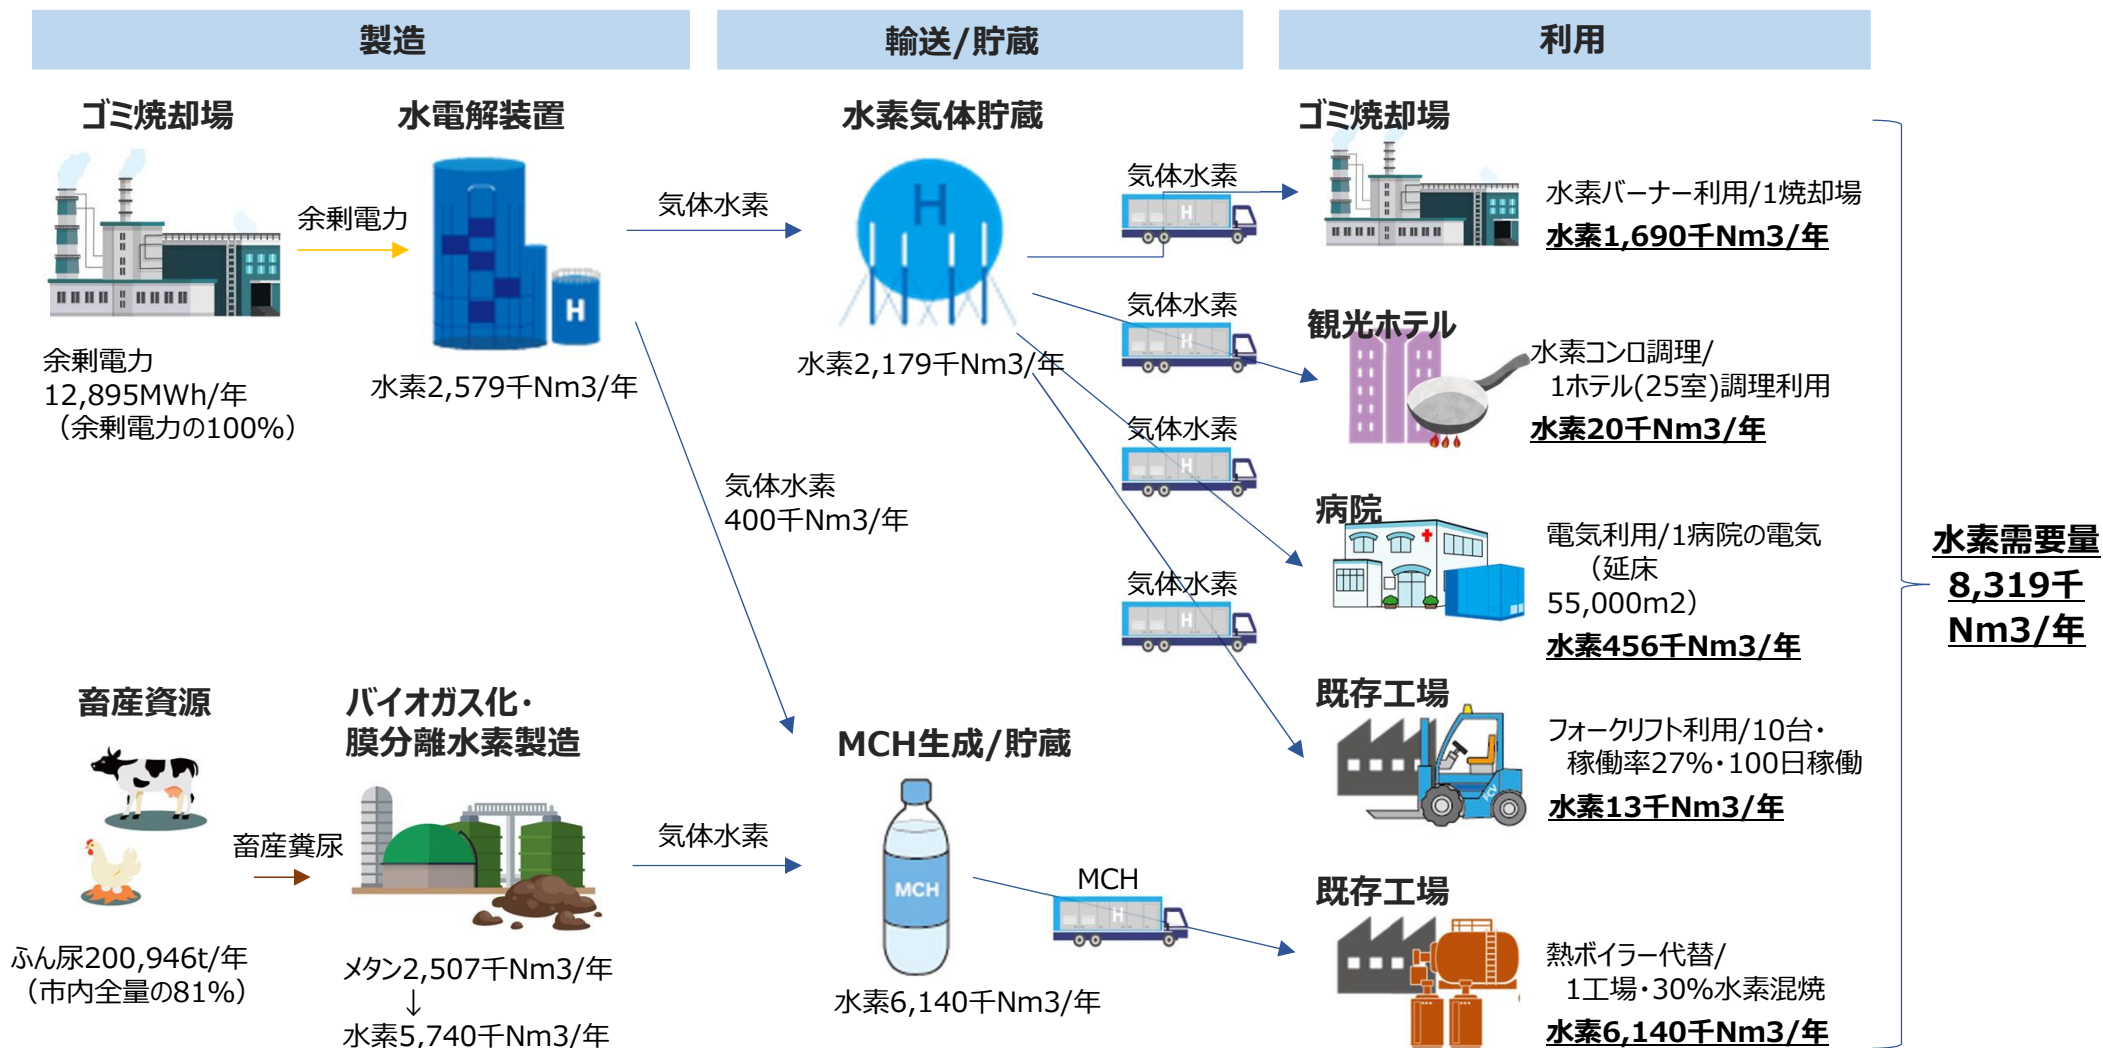 製造
輸送/貯蔵
利用
ゴミ焼却場
水電解装置
水素気体貯蔵
ゴミ焼却場
余剰電力
気体水素
気体水素
H
H
H
水素バーナー利用/1焼却場
水素1,690千Nm3/年
余剰電力
12,895MWh/年
（余剰電力の100%）
水素2,579千Nm3/年
水素2,179千Nm3/年
気体水素
H
観光ホテル
水素コンロ調理/
1ホテル(25室)調理利用
水素20千Nm3/年
気体水素
400千Nm3/年
気体水素
H
病院
電気利用/1病院の電気
（延床
55,000m2）
水素456千Nm3/年
気体水素
H
水素需要量
8,319千
Nm3/年
畜産資源
バイオガス化・
膜分離水素製造
MCH生成/貯蔵
既存工場
フォークリフト利用/10台・
稼働率27%・100日稼働
水素13千Nm3/年
FCV
畜産糞尿
気体水素
MCH
MCH
H
既存工場
熱ボイラー代替/
1工場・30%水素混焼
水素6,140千Nm3/年
ふん尿200,946t/年
（市内全量の81%）
メタン2,507千Nm3/年
↓
水素5,740千Nm3/年
水素6,140千Nm3/年